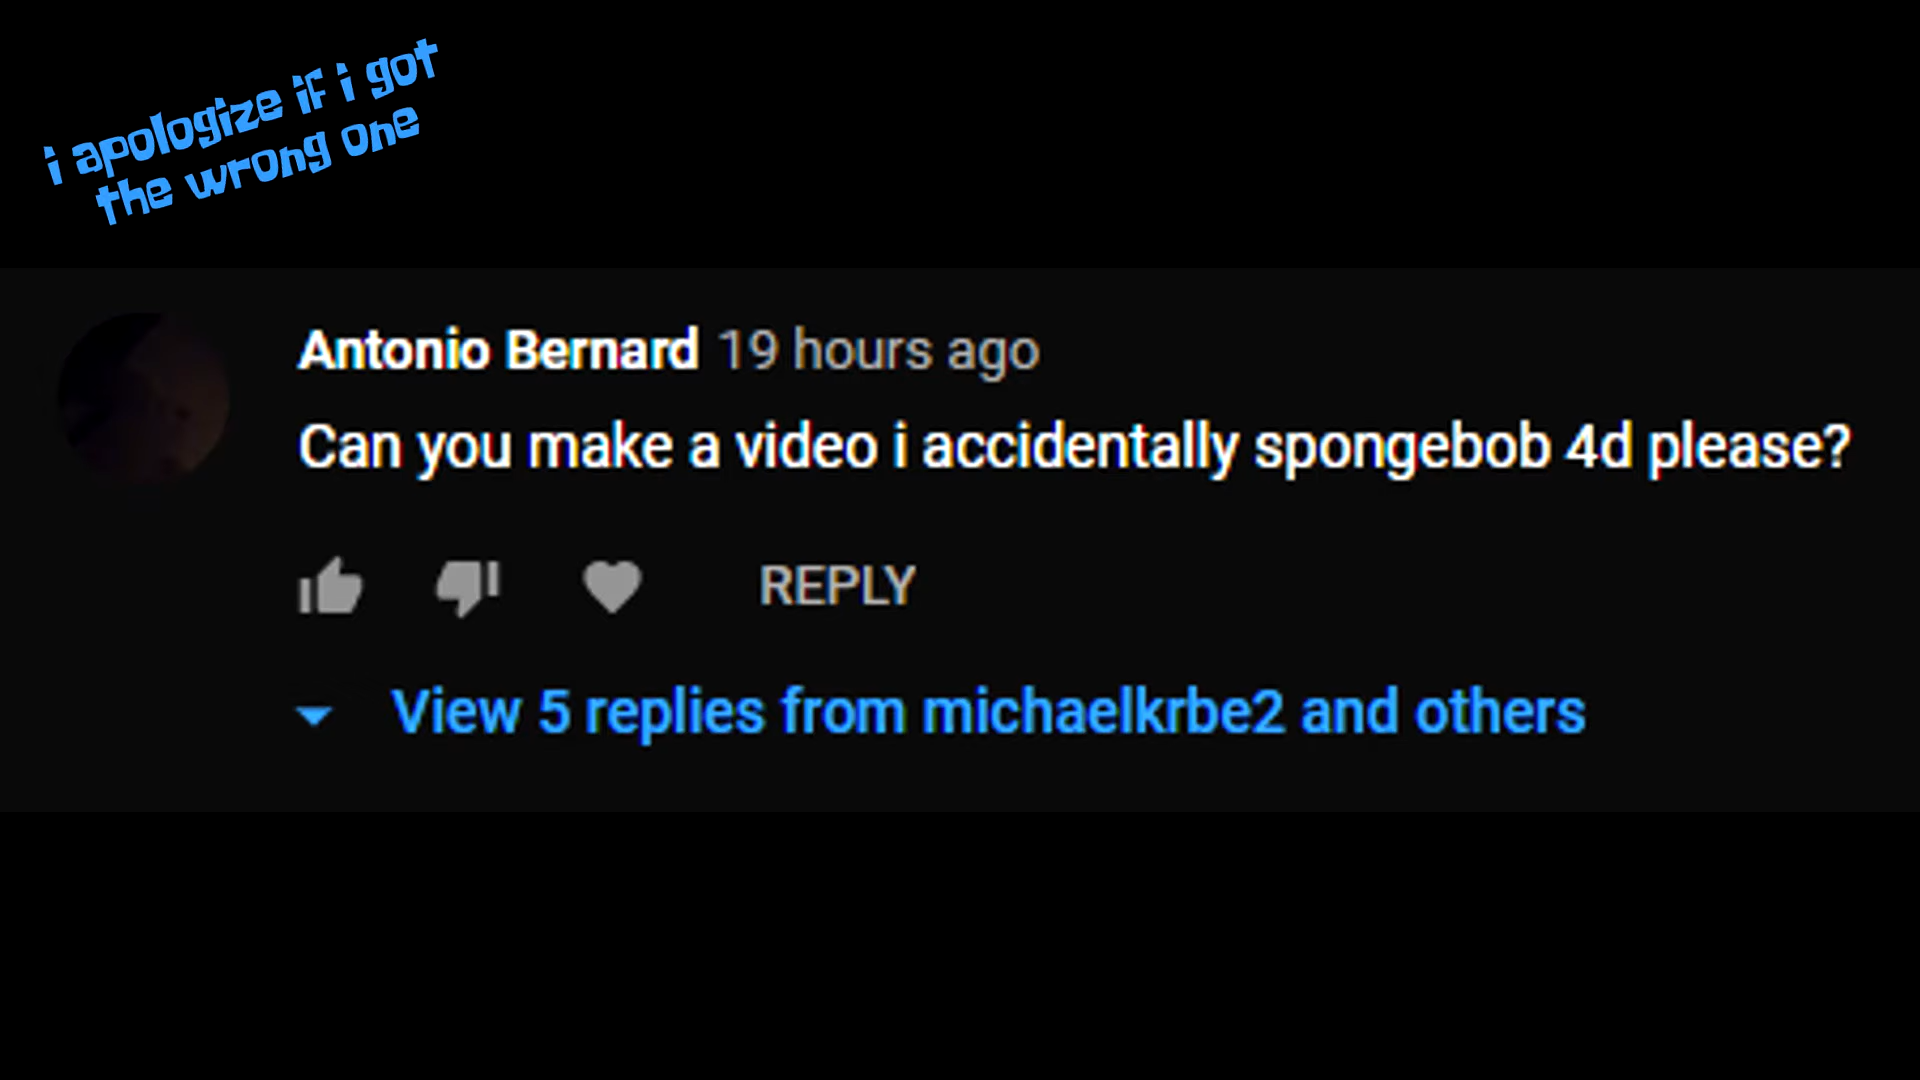 i apologize if i got
the wrong one
Antonio Bernard 19 hours ago
Can you make a video i accidentally spongebob 4d please?
REPLY
View 5 replies from michaelkrbe2 and others